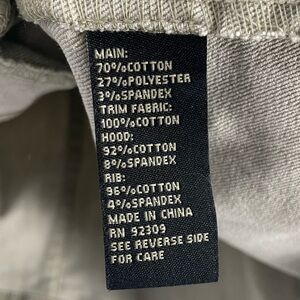 MAIN:
70%COTTON
27%POLYESTER
3%SPANDEX
TRIM FABRIC:
100%COTTON
HOOD:
92%COTTON
8%SPANDEX
RIB:
96%COTTON
4%SPANDEX
MADE IN CHINA
RN 92309
SEE REVERSE SIDE
FOR CARE